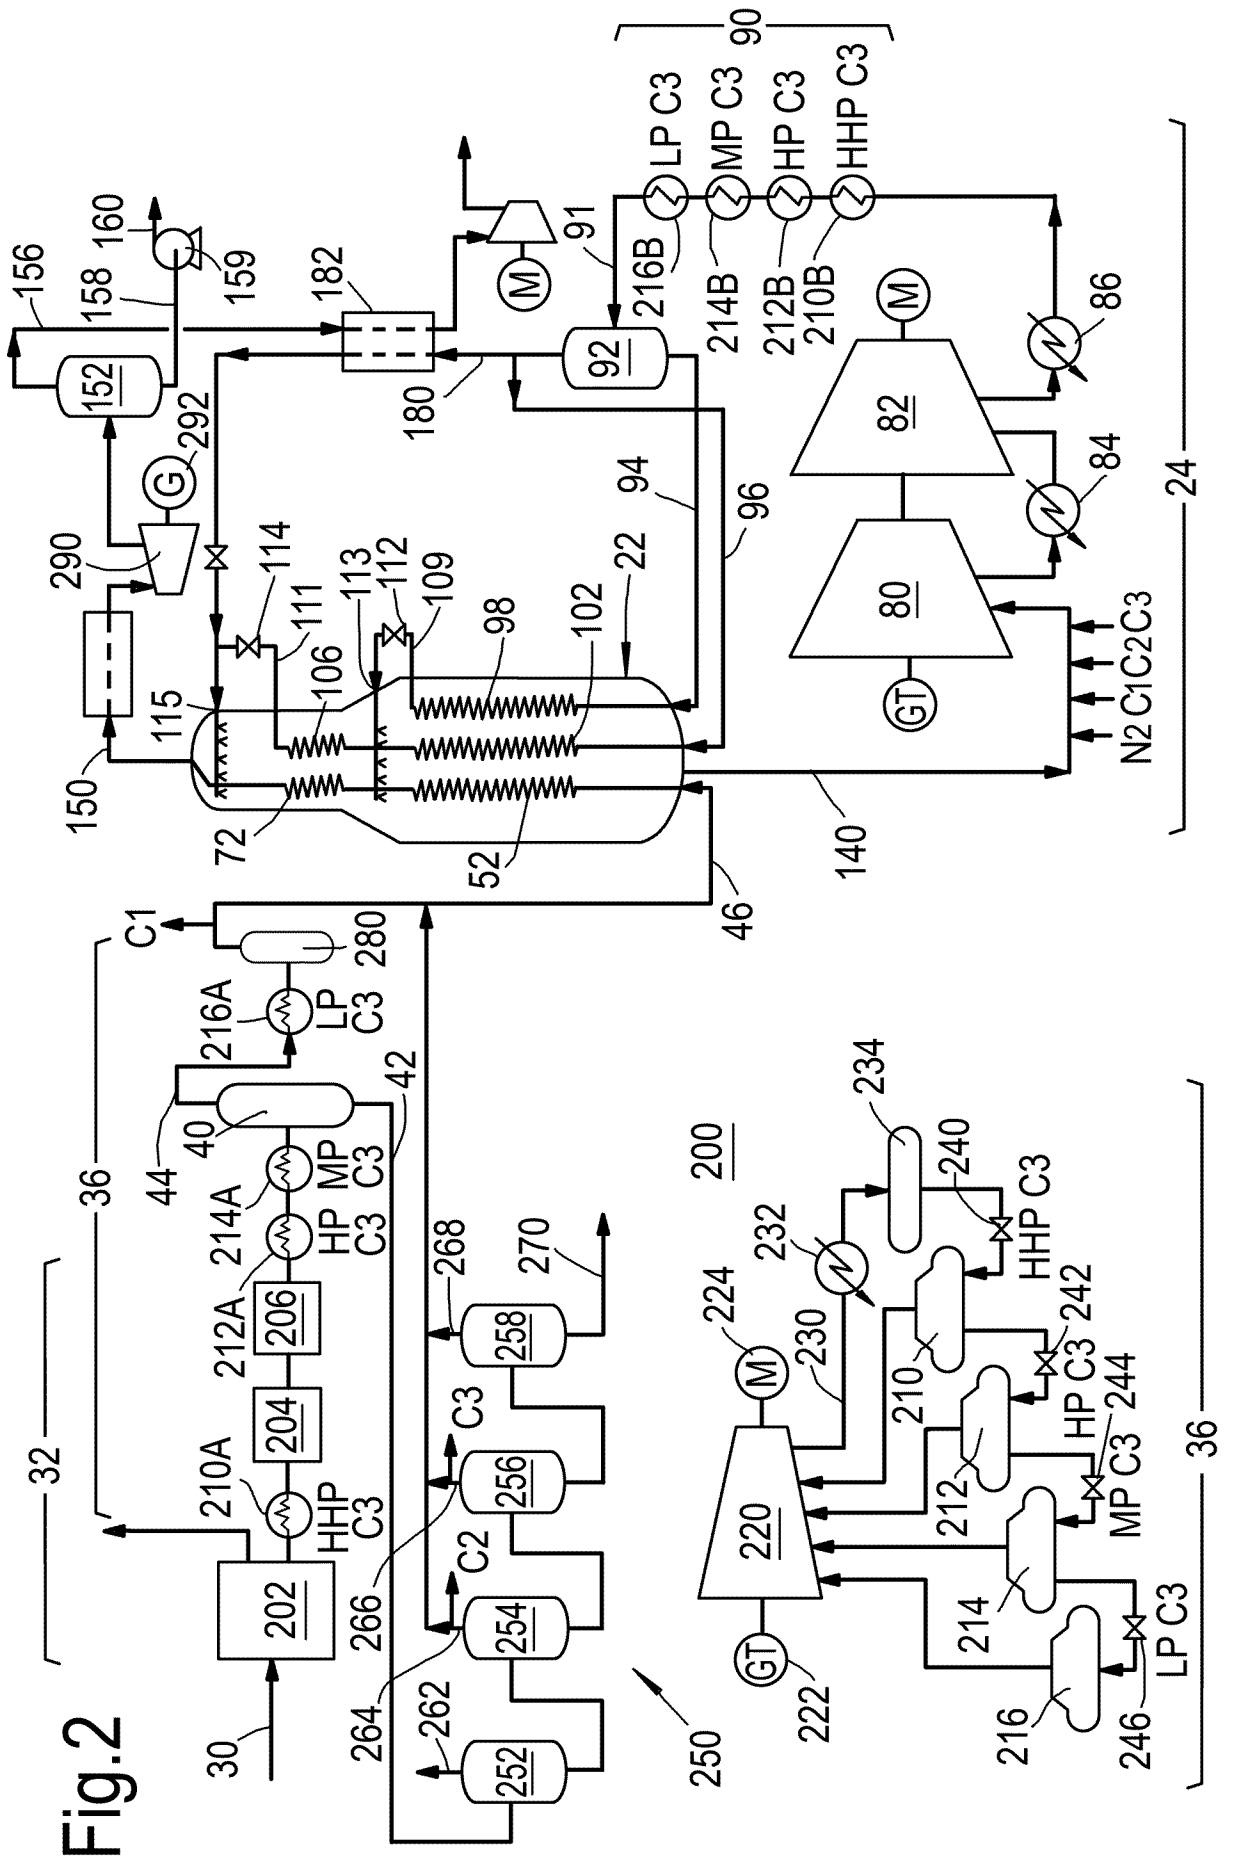 Fig.2
32
36
150
290
156
152
158
160
G
292
159
C1
44
30
210A
214A
212A
40
216A
280
115
72
114
202
204
206
HHP
C3
HP
C3
MP
C3
LP
C3
111
106
113
182
264
266
42
112
109
180
262
C2
C3
268
52
98
102
M
252
254
256
258
270
22
94
91
92
216B
LP C3
90
250
200
46
96
214B
MP C3
GT
222
220
M
224
230
232
234
140
212B
HP C3
210B
HHP C3
GT
80
82
M
210
240
212
HHP C3
214
242
216
HP C3
244
MP C3
84
86
246
LP C3
N2
C1
C2
C3
36
24